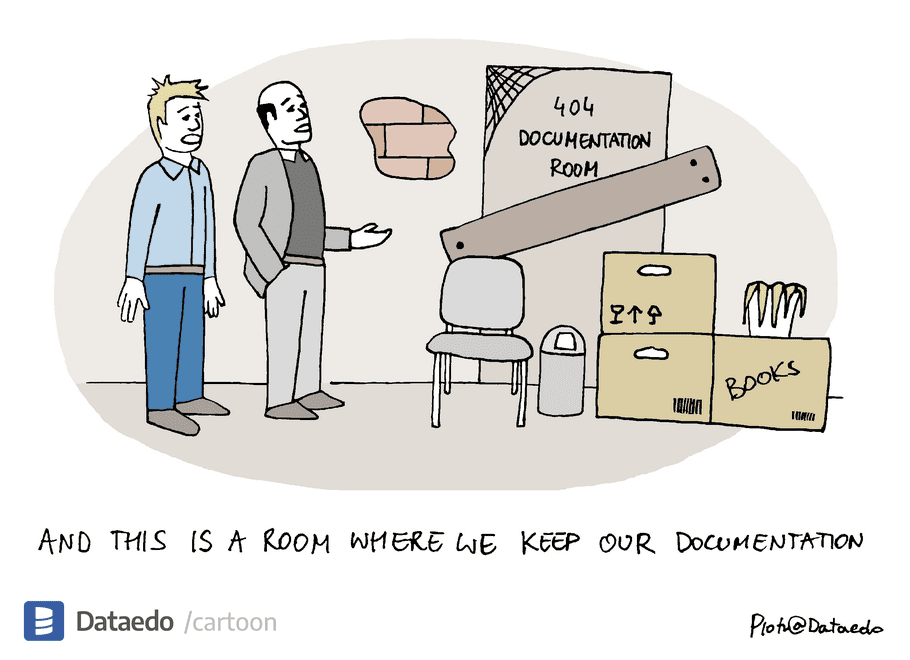 404
DOCUMENTATION
ROOM
BOOKS
AND THIS IS A ROOM WHERE WE KEEP OUR DOCUMENTATION
Dataedo /cartoon
Piotr@Dataedo